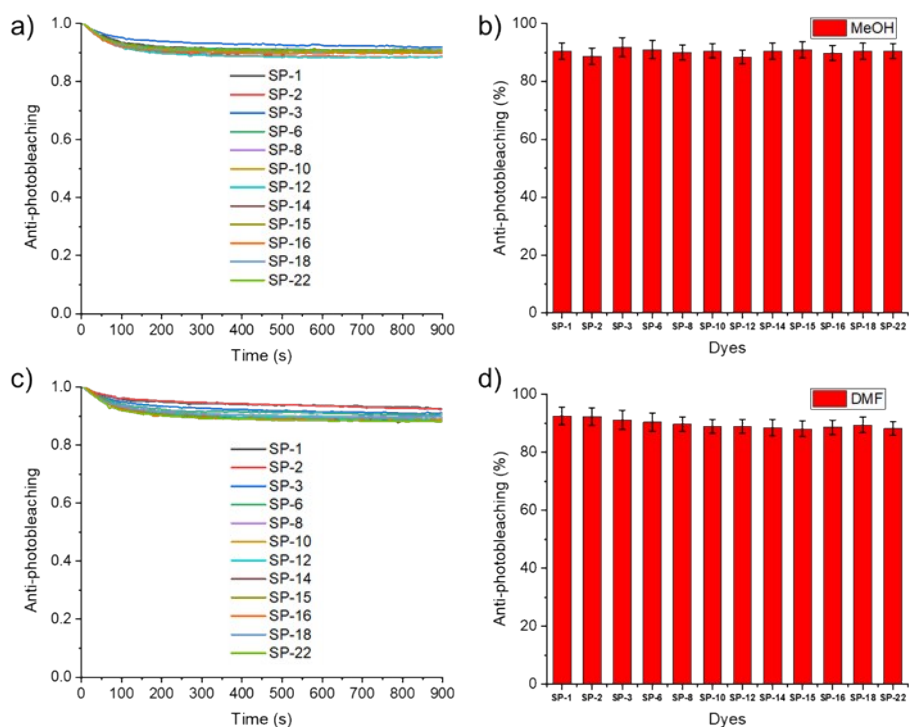 a)
1.0
0.8
0.6
0.4
0.2
0.0
Anti-photobleaching
SP-1
SP-2
SP-3
SP-6
SP-8
SP-10
SP-12
SP-14
SP-15
SP-16
SP-18
SP-22
0 100 200 300 400 500 600 700 800 900
Time (s)
b)
MeOH
100
80
60
40
20
0
Anti-photobleaching (%)
SP-1 SP-2 SP-3 SP-6 SP-8 SP-10 SP-12 SP-14 SP-15 SP-16 SP-18 SP-22
Dyes
c)
1.0
0.8
0.6
0.4
0.2
0.0
Anti-photobleaching
SP-1
SP-2
SP-3
SP-6
SP-8
SP-10
SP-12
SP-14
SP-15
SP-16
SP-18
SP-22
0 100 200 300 400 500 600 700 800 900
Time (s)
d)
DMF
100
80
60
40
20
0
Anti-photobleaching (%)
SP-1 SP-2 SP-3 SP-6 SP-8 SP-10 SP-12 SP-14 SP-15 SP-16 SP-18 SP-22
Dyes